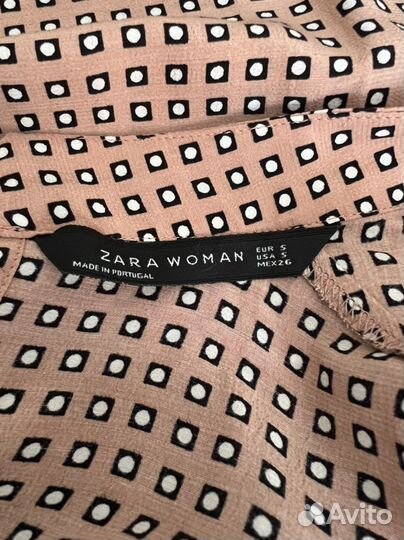 ZARA WOMAN
MADE IN PORTUGAL
EUR S
USA S
MEX 26
Avito